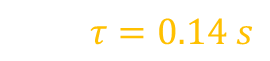 τ = 0.14 s